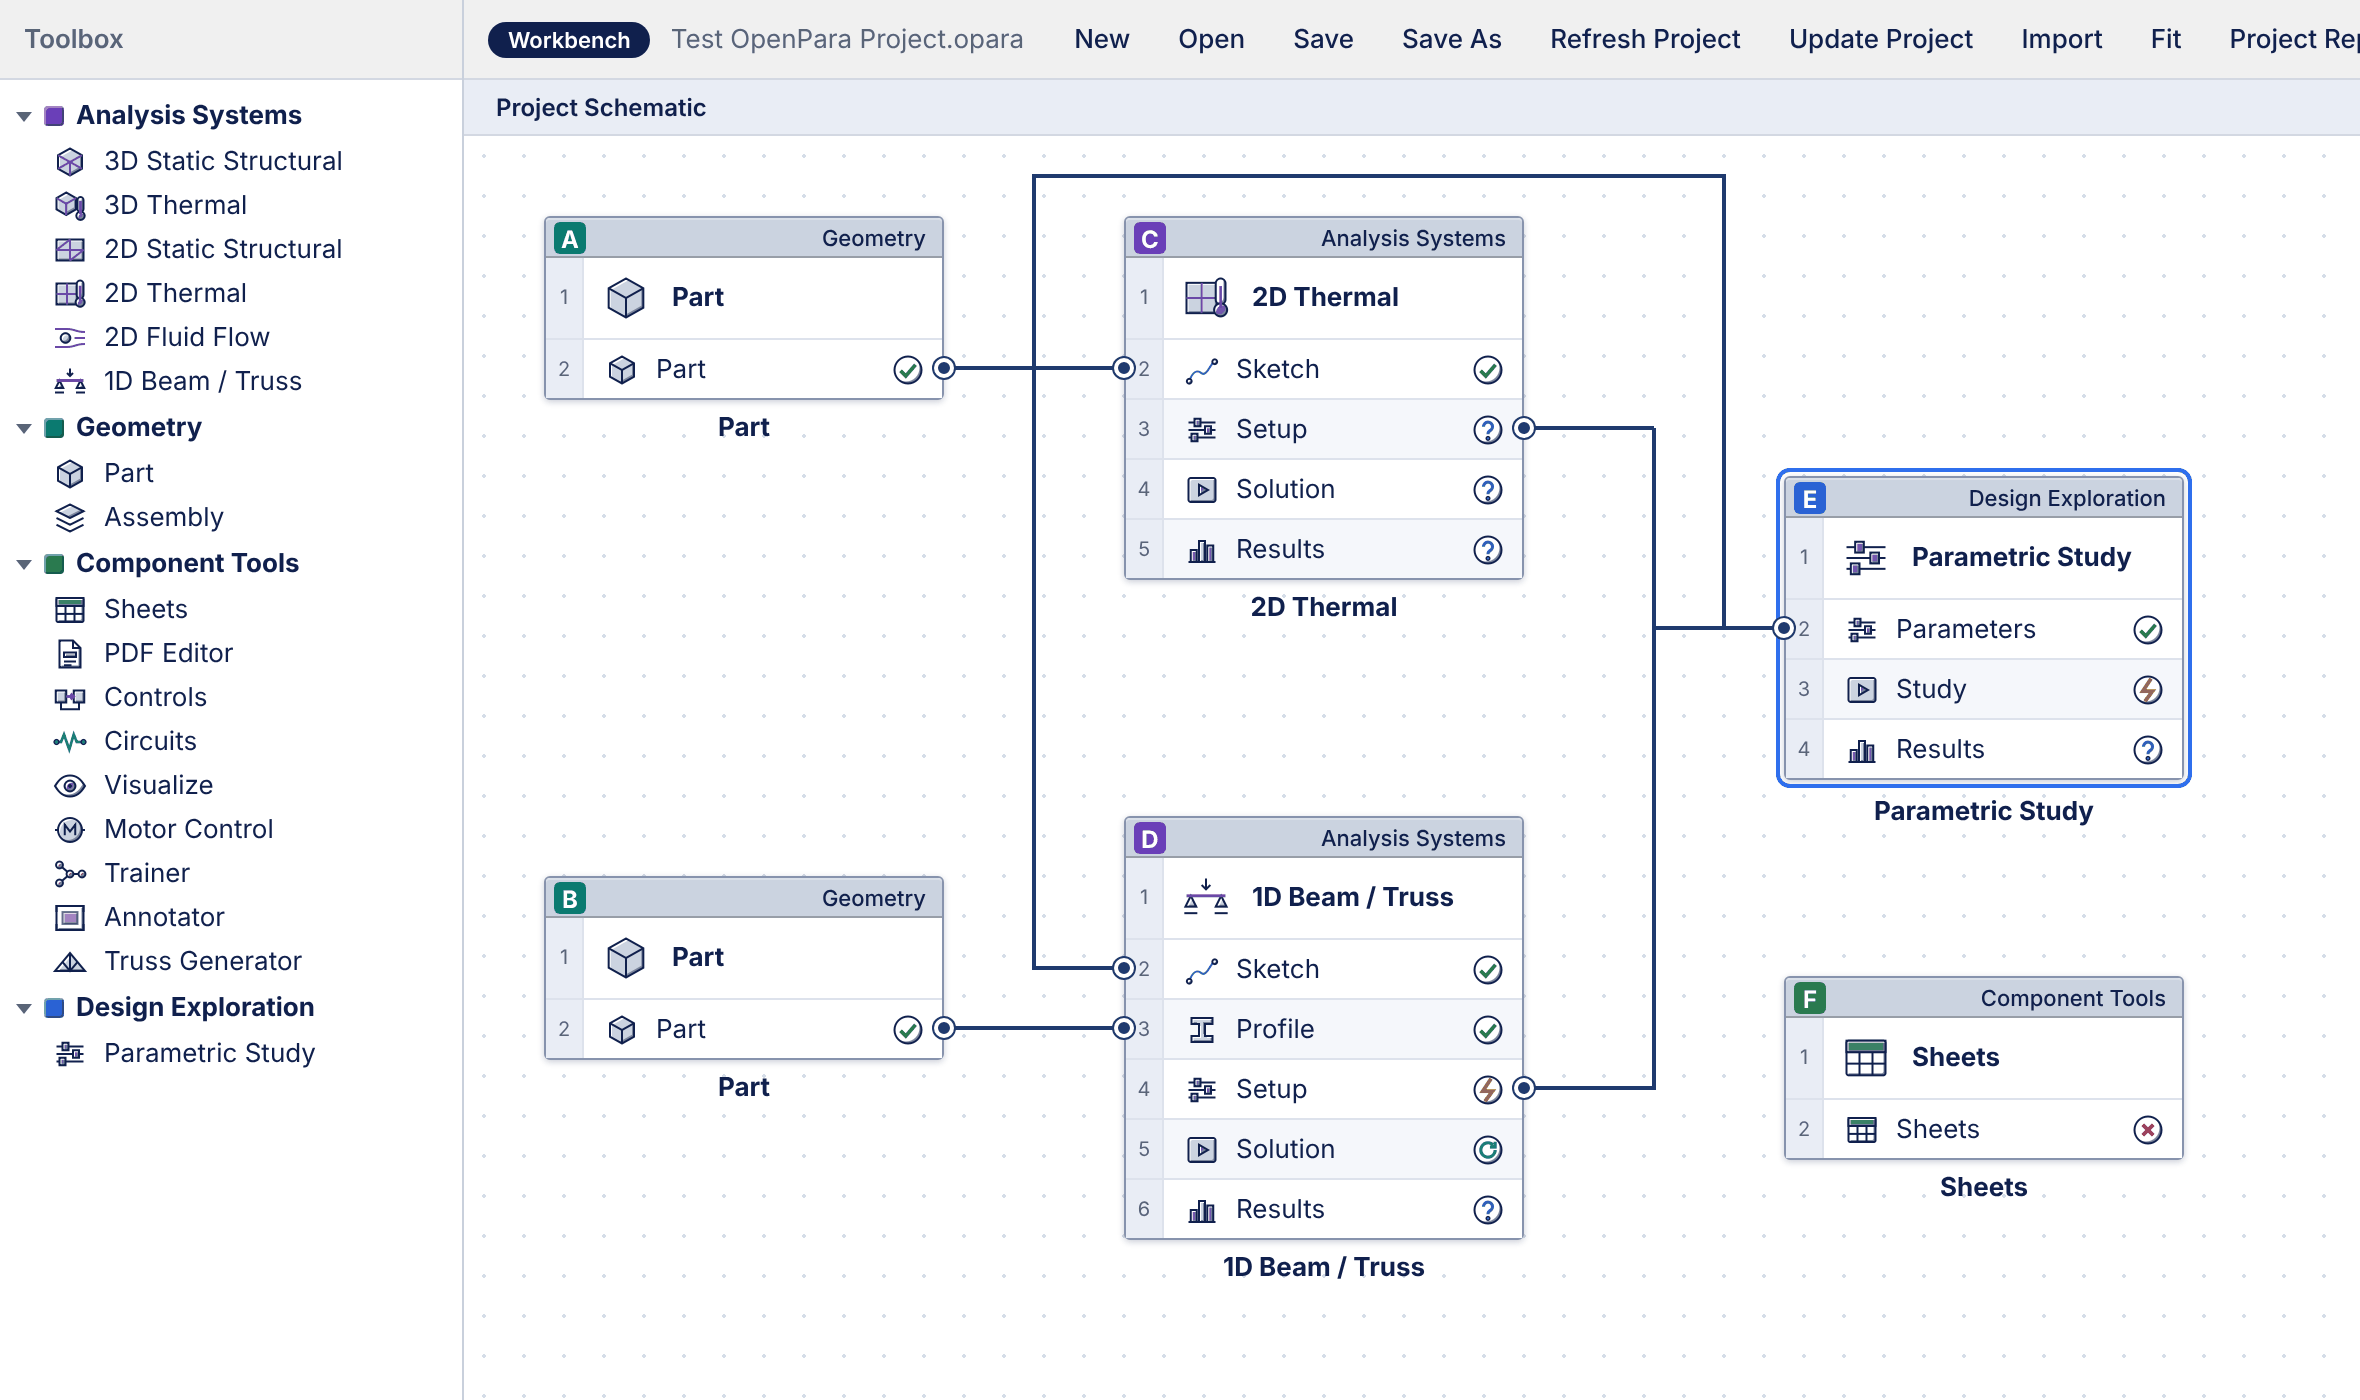 Toolbox
Workbench Test OpenPara Project.opara New Open Save Save As Refresh Project Update Project Import Fit Project Rep
Analysis Systems
3D Static Structural
3D Thermal
2D Static Structural
2D Thermal
2D Fluid Flow
1D Beam / Truss
Geometry
Part
Assembly
Component Tools
Sheets
PDF Editor
Controls
Circuits
Visualize
Motor Control
Trainer
Annotator
Truss Generator
Design Exploration
Parametric Study
Project Schematic
A Geometry
1 Part
2 Part
Part
B Geometry
1 Part
2 Part
Part
C Analysis Systems
1 2D Thermal
2 Sketch
3 Setup ?
4 Solution ?
5 Results ?
2D Thermal
D Analysis Systems
1 1D Beam / Truss
2 Sketch
3 Profile
4 Setup
5 Solution
6 Results ?
1D Beam / Truss
E Design Exploration
1 Parametric Study
2 Parameters
3 Study
4 Results ?
Parametric Study
F Component Tools
1 Sheets
2 Sheets
Sheets